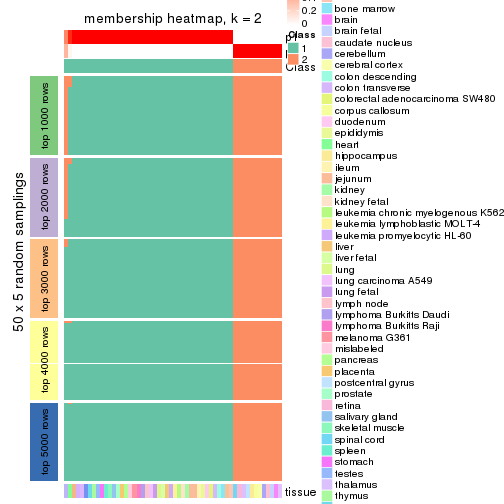 membership heatmap, k = 2
0.2
0
Class
1
2
Class
50 x 5 random samplings
top 1000 rows
top 2000 rows
top 3000 rows
top 4000 rows
top 5000 rows
tissue
bone marrow
brain
brain fetal
caudate nucleus
cerebellum
cerebral cortex
colon descending
colon transverse
colorectal adenocarcinoma SW480
corpus callosum
duodenum
epididymis
heart
hippocampus
ileum
jejunum
kidney
kidney fetal
leukemia chronic myelogenous K562
leukemia lymphoblastic MOLT-4
leukemia promyelocytic HL-60
liver
liver fetal
lung
lung carcinoma A549
lung fetal
lymph node
lymphoma Burkitts Daudi
lymphoma Burkitts Raji
melanoma G361
mislabeled
pancreas
placenta
postcentral gyrus
prostate
retina
salivary gland
skeletal muscle
spinal cord
spleen
stomach
testes
thalamus
thymus